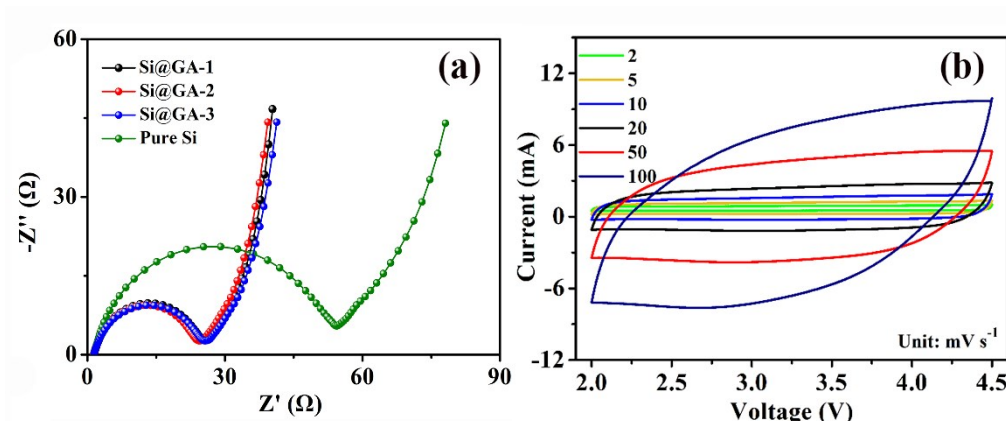 (a)
Si@GA-1
Si@GA-2
Si@GA-3
Pure Si
60
30
0
-Z'' (Ω)
0 30 60 90
Z' (Ω)
(b)
2
5
10
20
50
100
12
6
0
-6
-12
Current (mA)
Unit: mV s⁻¹
2.0 2.5 3.0 3.5 4.0 4.5
Voltage (V)